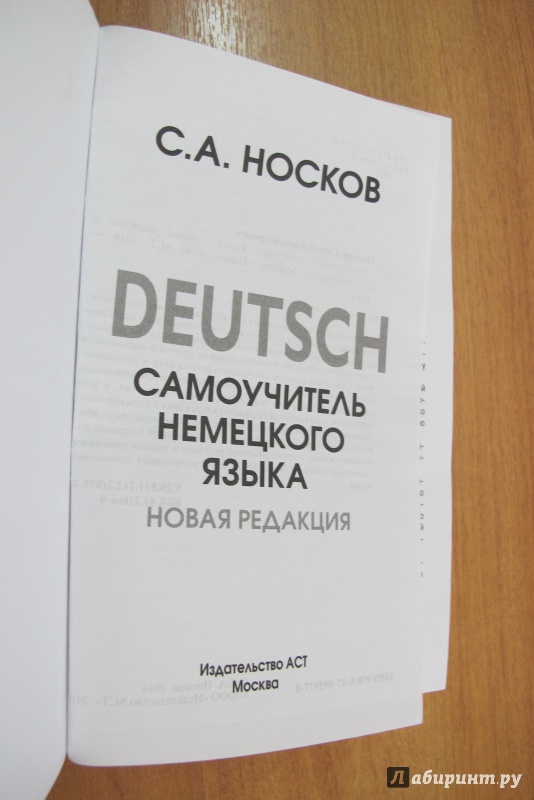 С.А. НОСКОВ
DEUTSCH
САМОУЧИТЕЛЬ
НЕМЕЦКОГО
ЯЗЫКА
НОВАЯ РЕДАКЦИЯ
Издательство АСТ
Москва
Лабиринт.ру